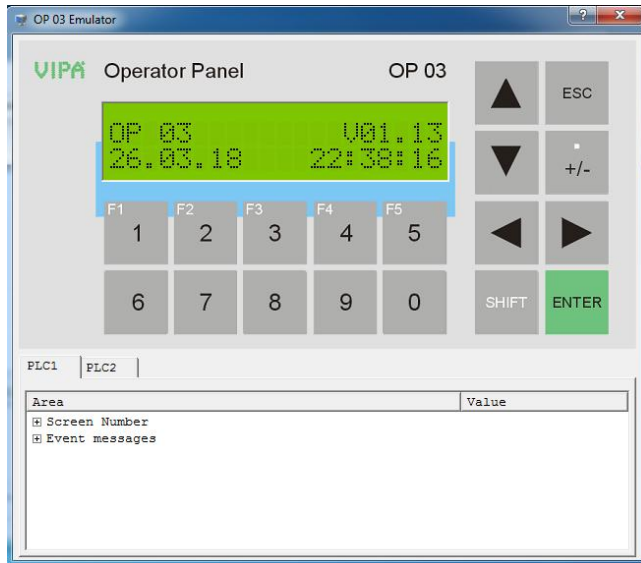 OP 03 Emulator
VIPA Operator Panel OP 03
OP 03 V01.13
26.03.18 22:38:16
ESC
+/-
F1 F2 F3 F4 F5
1 2 3 4 5
6 7 8 9 0
SHIFT ENTER
PLC1 PLC2
Area Value
Screen Number
Event messages